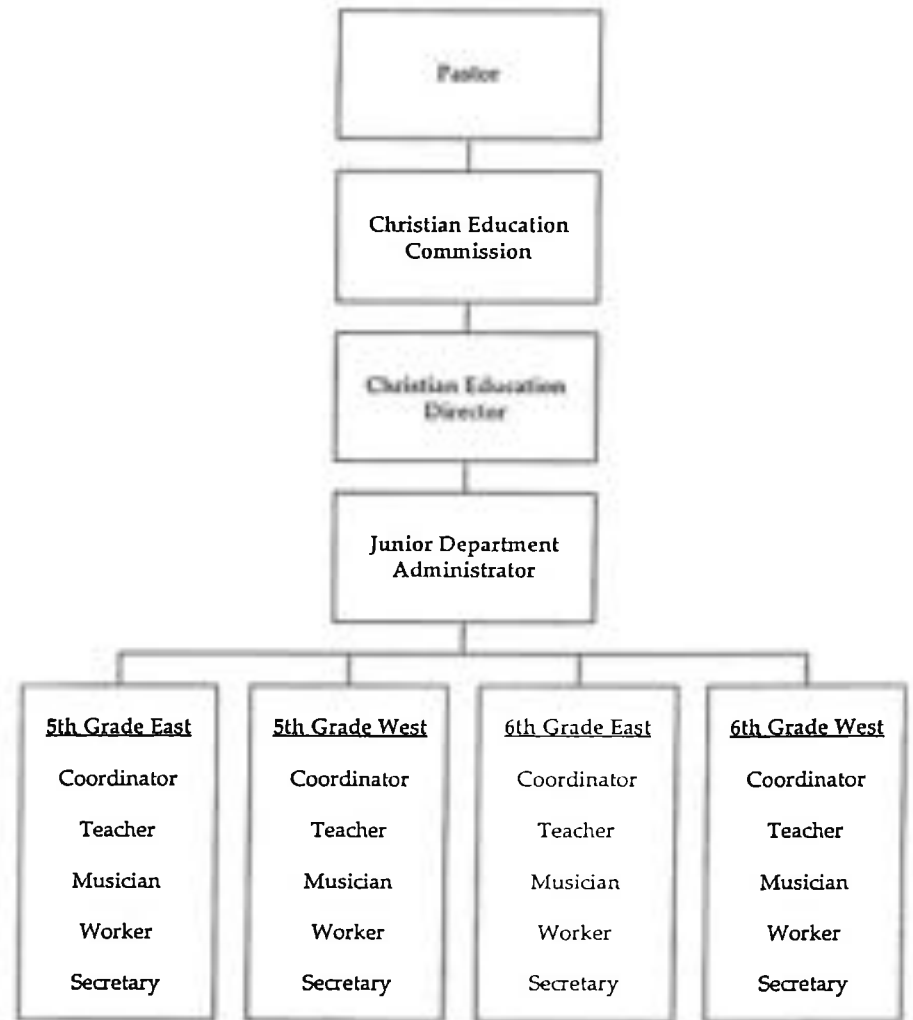 Pastor
Christian Education
Commission
Christian Education
Director
Junior Department
Administrator
5th Grade East
Coordinator
Teacher
Musician
Worker
Secretary
5th Grade West
Coordinator
Teacher
Musician
Worker
Secretary
6th Grade East
Coordinator
Teacher
Musician
Worker
Secretary
6th Grade West
Coordinator
Teacher
Musician
Worker
Secretary